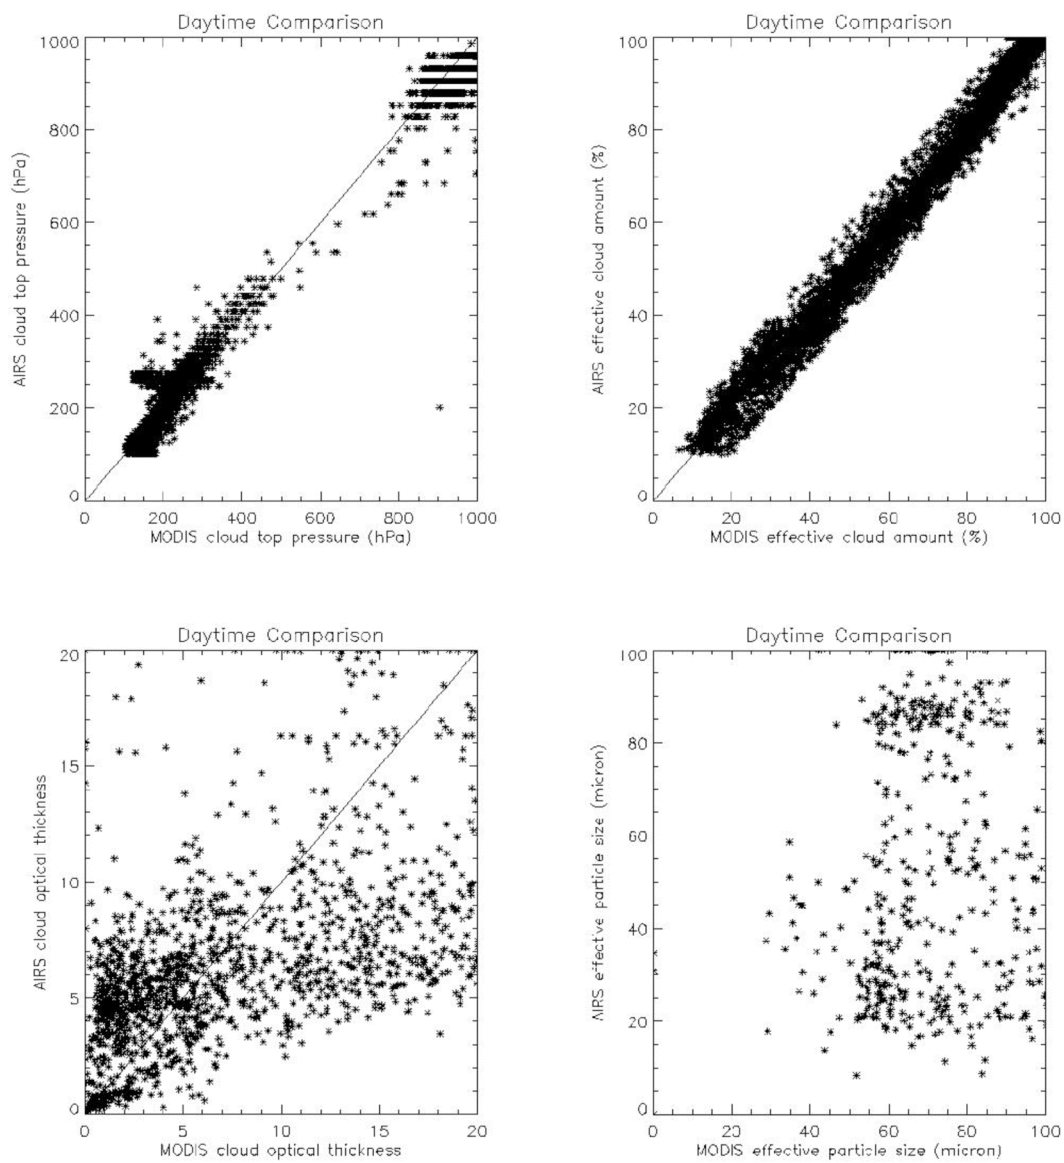 Daytime Comparison
1000
800
600
400
200
0
AIRS cloud top pressure (hPa)
0 200 400 600 800 1000
MODIS cloud top pressure (hPa)
Daytime Comparison
100
80
60
40
20
0
AIRS effective cloud amount (%)
0 20 40 60 80 100
MODIS effective cloud amount (%)
Daytime Comparison
20
15
10
5
0
AIRS cloud optical thickness
0 5 10 15 20
MODIS cloud optical thickness
Daytime Comparison
100
80
60
40
20
0
AIRS effective particle size (micron)
0 20 40 60 80 100
MODIS effective particle size (micron)